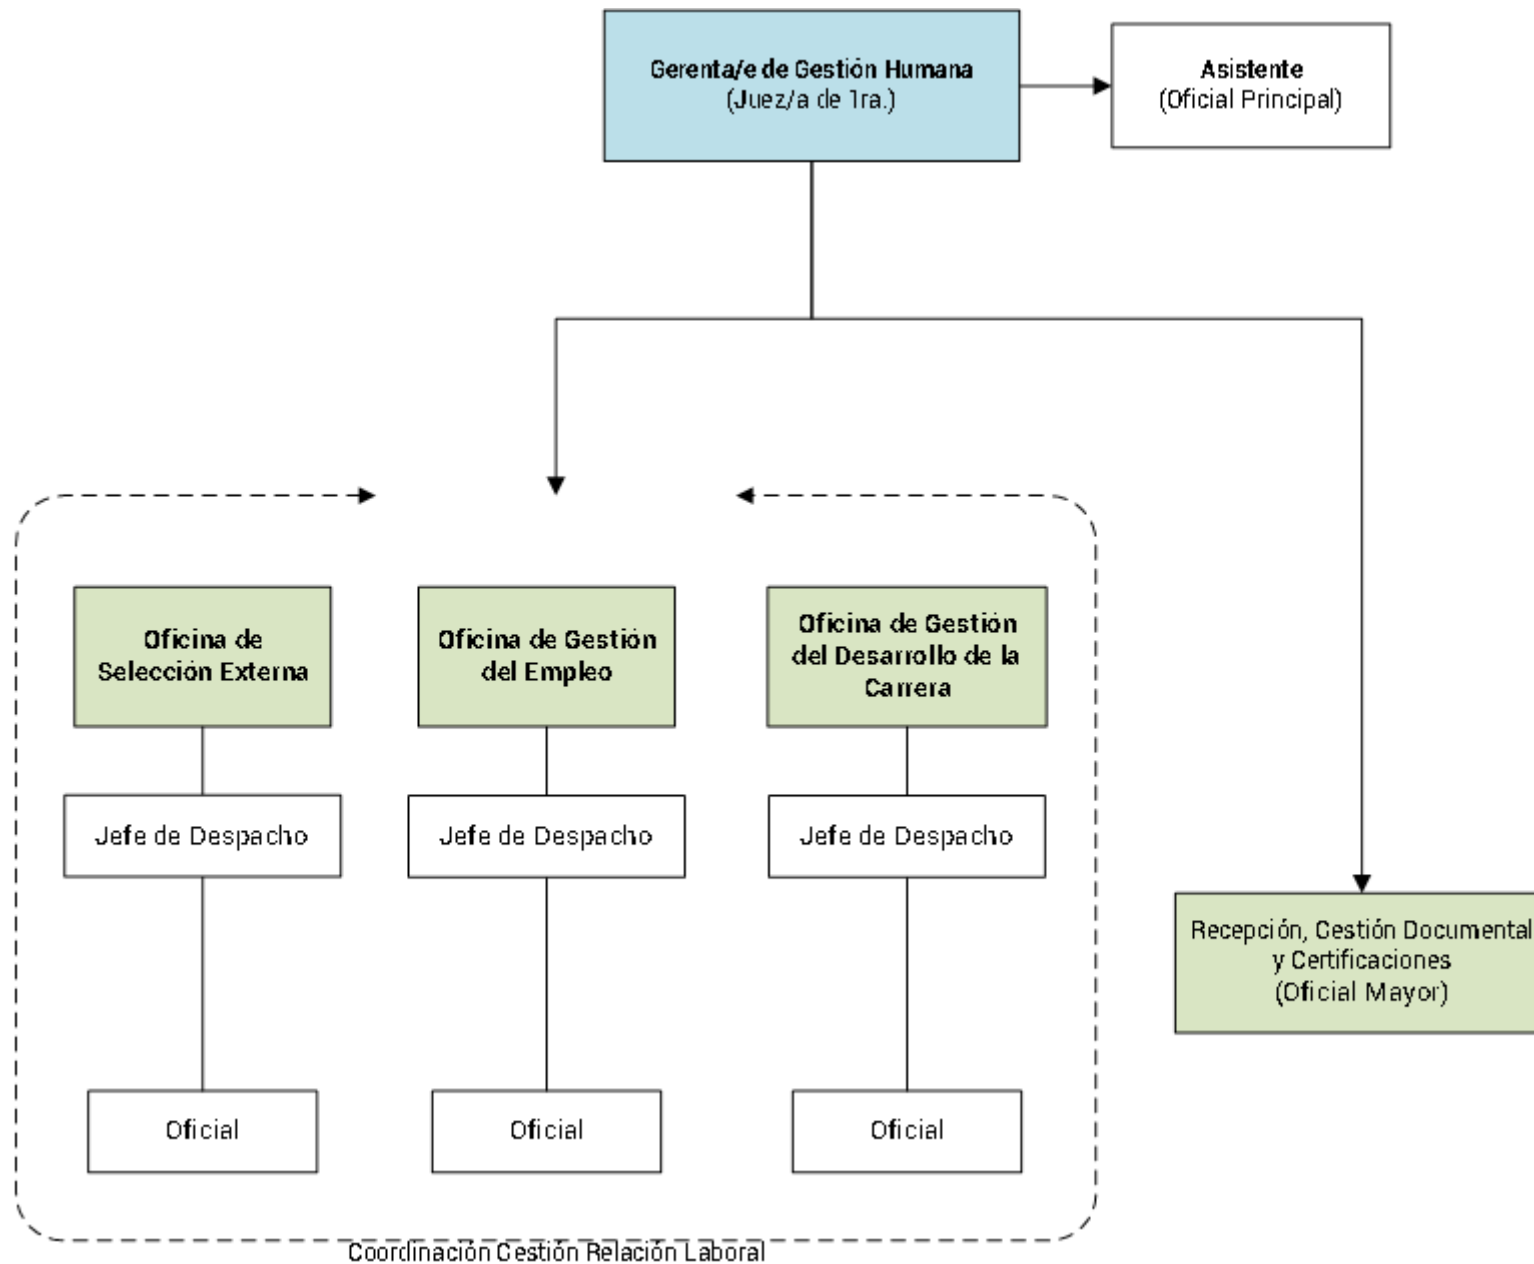 Gerenta/e de Gestión Humana
(Juez/a de 1ra.)
Asistente
(Oficial Principal)
Oficina de
Selección Externa
Oficina de Gestión
del Empleo
Oficina de Gestión
del Desarrollo de la
Carrera
Jefe de Despacho
Jefe de Despacho
Jefe de Despacho
Recepción, Gestión Documental
y Certificaciones
(Oficial Mayor)
Oficial
Oficial
Oficial
Coordinación Gestión Relación Laboral